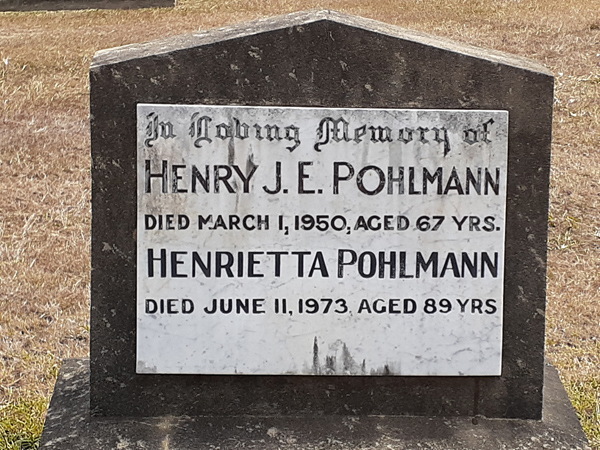 In Loving Memory of
HENRY J. E. POHLMANN
DIED MARCH 1, 1950, AGED 67 YRS.
HENRIETTA POHLMANN
DIED JUNE 11, 1973, AGED 89 YRS